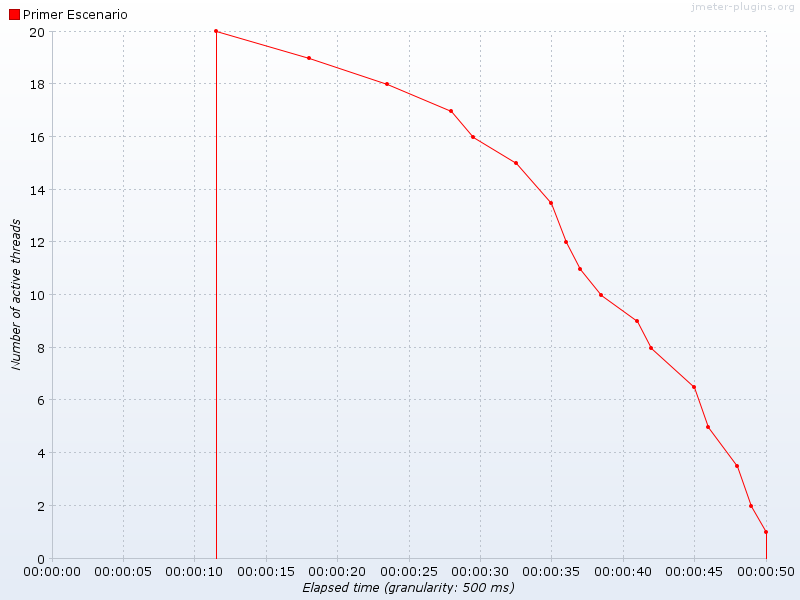 jmeter-plugins.org
Primer Escenario
20
18
16
14
12
10
8
6
4
2
0
Number of active threads
00:00:00 00:00:05 00:00:10 00:00:15 00:00:20 00:00:25 00:00:30 00:00:35 00:00:40 00:00:45 00:00:50
Elapsed time (granularity: 500 ms)